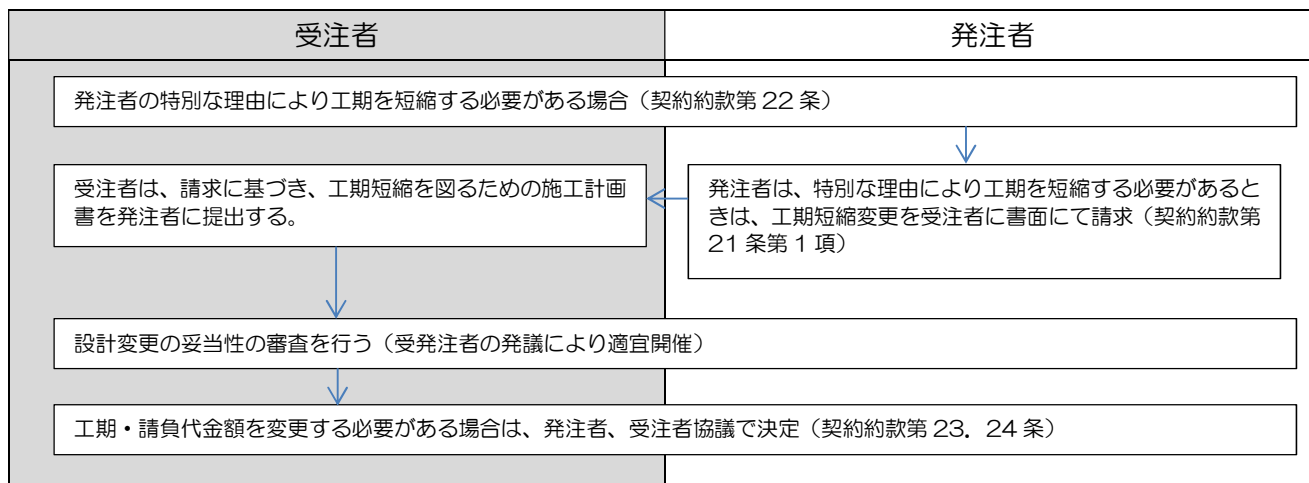 受注者
発注者
発注者の特別な理由により工期を短縮する必要がある場合（契約約款第 22 条）
発注者は、特別な理由により工期を短縮する必要があると
きは、工期短縮変更を受注者に書面にて請求（契約約款第
21 条第 1 項）
受注者は、請求に基づき、工期短縮を図るための施工計画
書を発注者に提出する。
設計変更の妥当性の審査を行う（受発注者の発議により適宜開催）
工期・請負代金額を変更する必要がある場合は、発注者、受注者協議で決定（契約約款第 23．24 条）